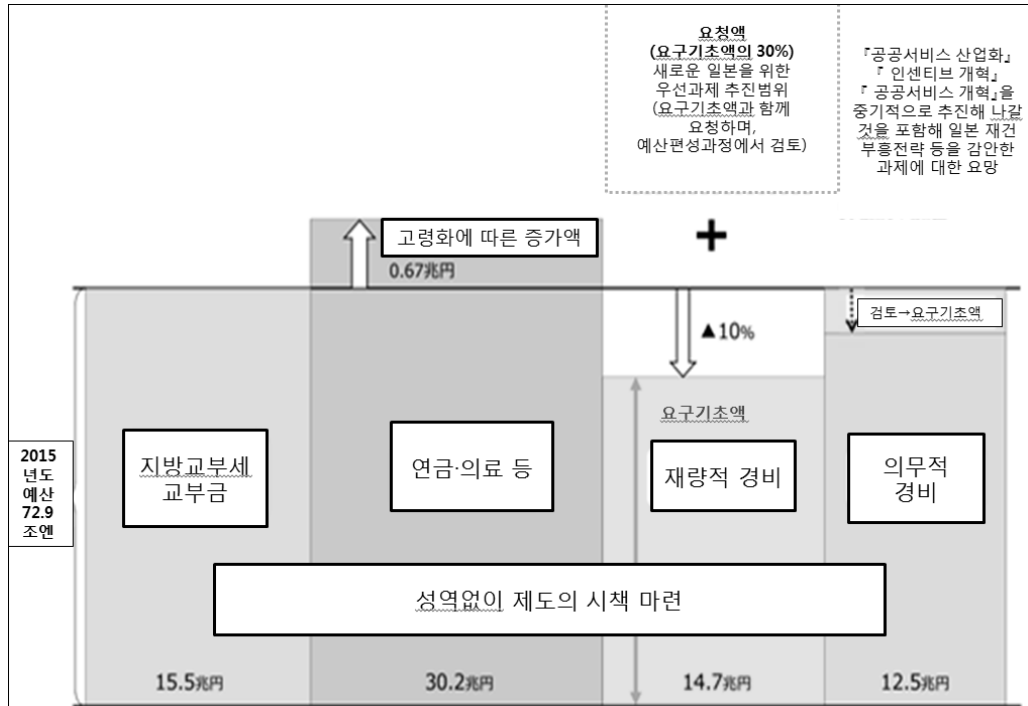 요청액
(요구기초액의 30%)
새로운 일본을 위한
우선과제 추진범위
(요구기초액과 함께
요청하며,
예산편성과정에서 검토)
『공공서비스 산업화』
『 인센티브 개혁』
『 공공서비스 개혁』을
중기적으로 추진해 나갈
것을 포함해 일본 재건
부흥전략 등을 감안한
과제에 대한 요망
고령화에 따른 증가액
0.67兆円
+
▲10%
검토→요구기초액
요구기초액
2015
년도
예산
72.9
조엔
지방교부세
교부금
연금·의료 등
재량적 경비
의무적
경비
성역없이 제도의 시책 마련
15.5兆円
30.2兆円
14.7兆円
12.5兆円